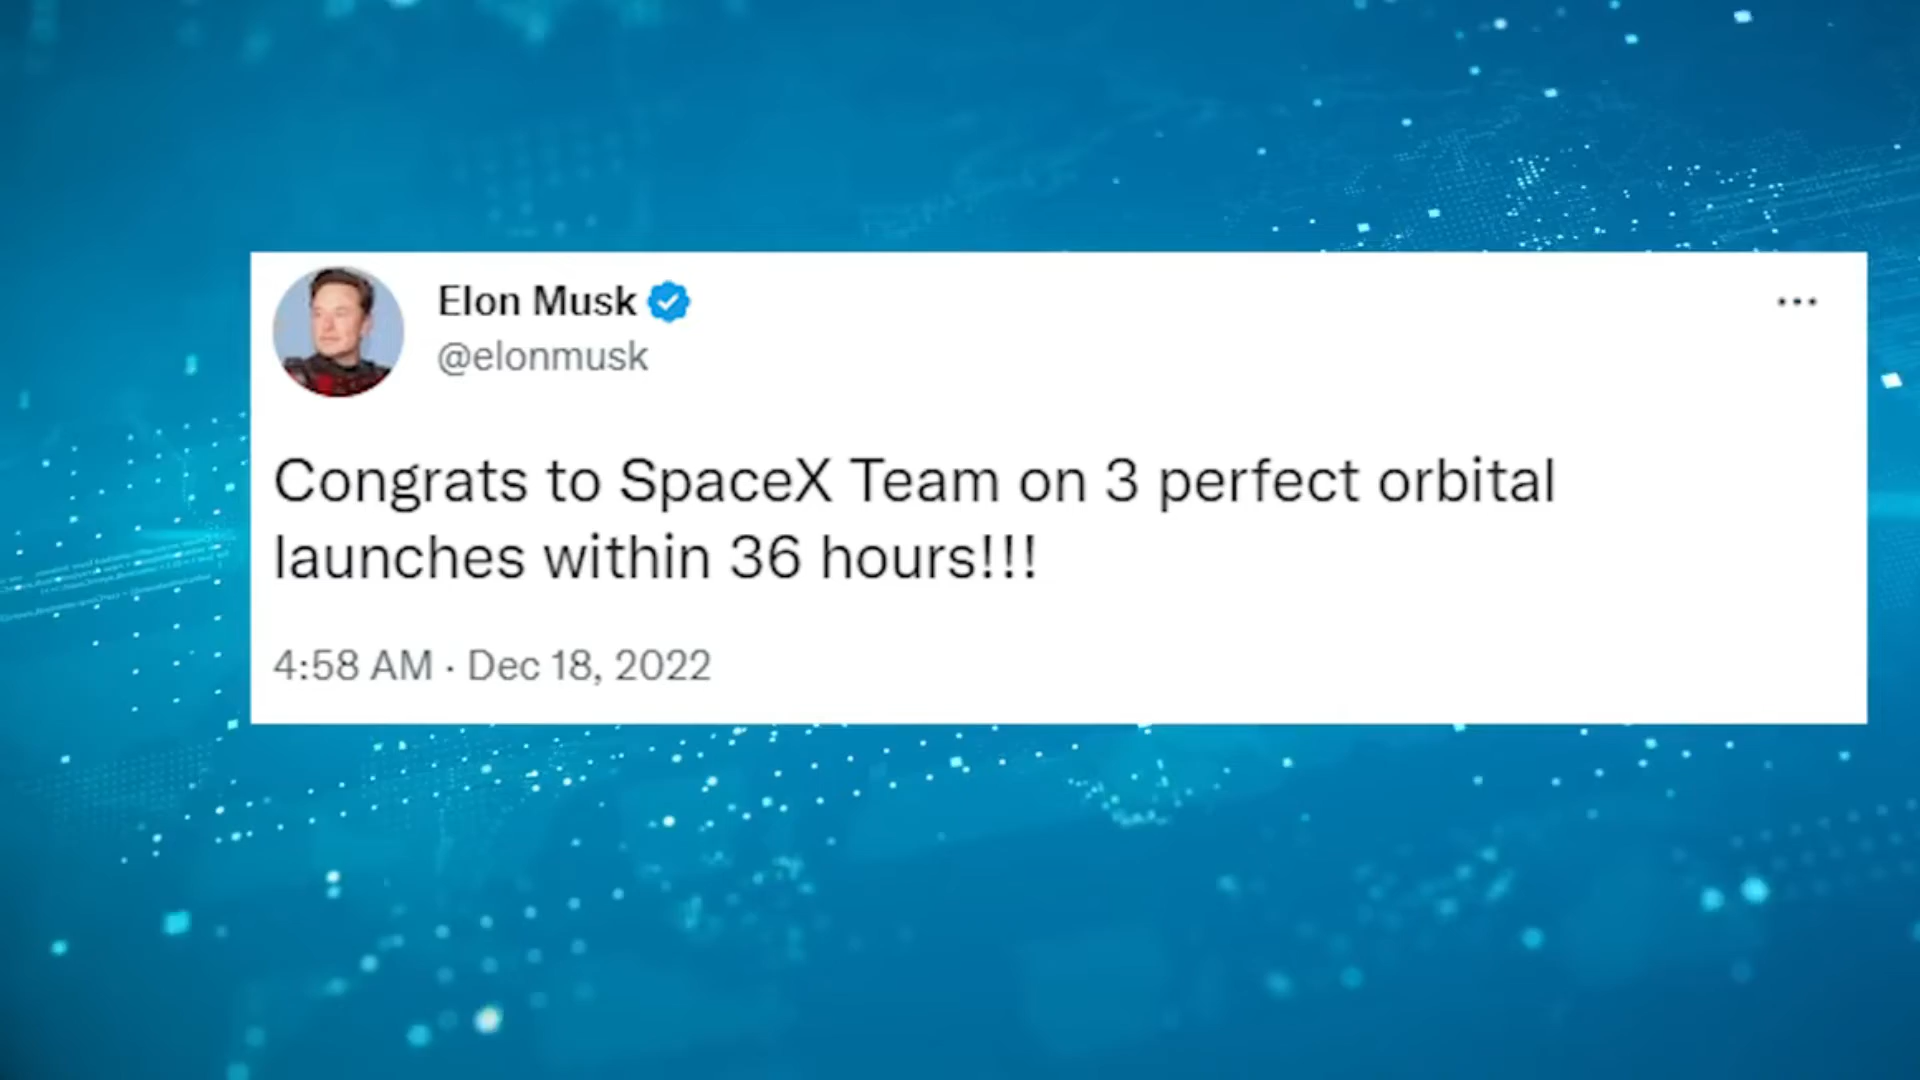 Elon Musk
@elonmusk
Congrats to SpaceX Team on 3 perfect orbital
launches within 36 hours!!!
4:58 AM · Dec 18, 2022